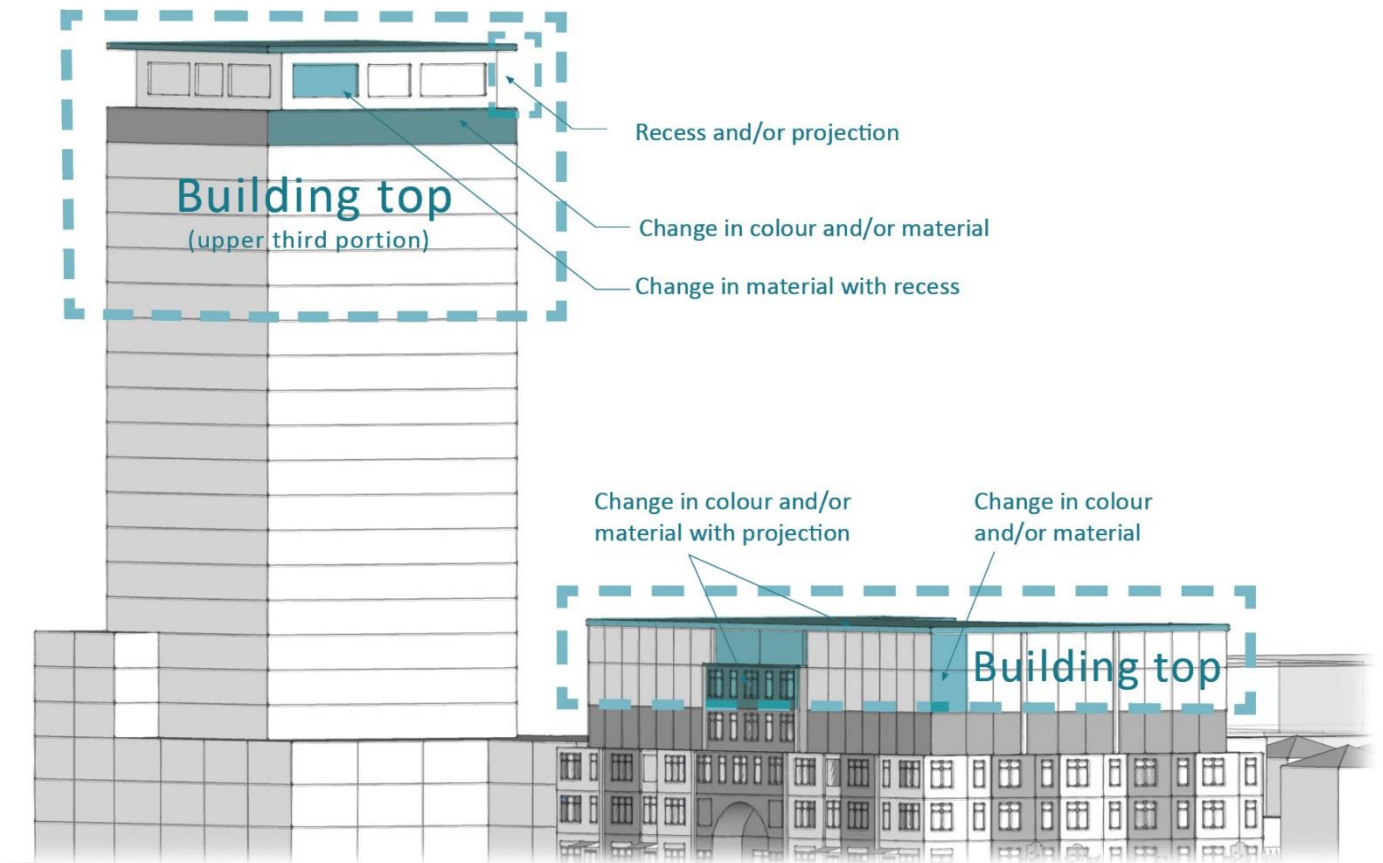 Recess and/or projection
Building top
(upper third portion)
Change in colour and/or material
Change in material with recess
Change in colour and/or
material with projection
Change in colour
and/or material
Building top